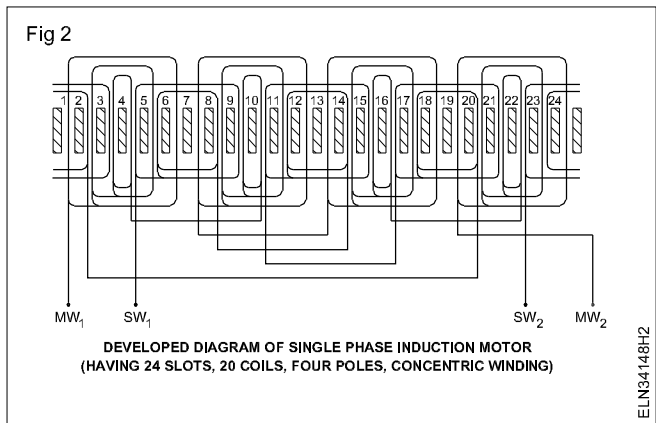 Fig 2
1 2 3 4 5 6 7 8 9 10 11 12 13 14 15 16 17 18 19 20 21 22 23 24
MW1 SW1 SW2 MW2
DEVELOPED DIAGRAM OF SINGLE PHASE INDUCTION MOTOR
(HAVING 24 SLOTS, 20 COILS, FOUR POLES, CONCENTRIC WINDING)
ELN34148H2